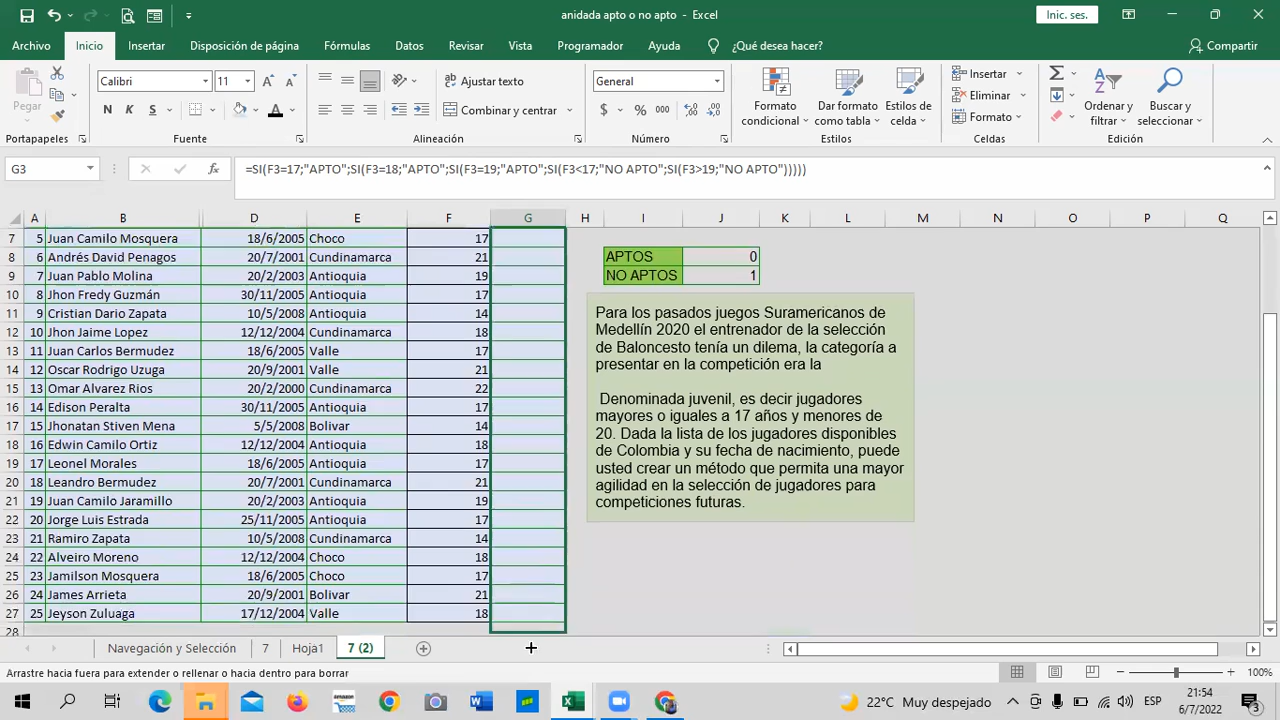 anidada apto o no apto - Excel
Inic. ses.
Archivo Inicio Insertar Disposición de página Fórmulas Datos Revisar Vista Programador Ayuda ¿Qué desea hacer? Compartir
Pegar
Calibri 11
N K S
Ajustar texto
Combinar y centrar
General
$ % 000
Formato condicional
Dar formato como tabla
Estilos de celda
Insertar
Eliminar
Formato
Ordenar y filtrar
Buscar y seleccionar
Portapapeles Fuente Alineación Número Estilos Celdas Edición
G3 fx =SI(F3=17;"APTO";SI(F3=18;"APTO";SI(F3=19;"APTO";SI(F3<17;"NO APTO";SI(F3>19;"NO APTO")))))
A B D E F G H I J K L M N O P Q
7 5 Juan Camilo Mosquera 18/6/2005 Choco 17
8 6 Andrés David Penagos 20/7/2001 Cundinamarca 21
9 7 Juan Pablo Molina 20/2/2003 Antioquia 19
10 8 Jhon Fredy Guzmán 30/11/2005 Antioquia 17
11 9 Cristian Dario Zapata 10/5/2008 Antioquia 14
12 10 Jhon Jaime Lopez 12/12/2004 Cundinamarca 18
13 11 Juan Carlos Bermudez 18/6/2005 Valle 17
14 12 Oscar Rodrigo Uzuga 20/9/2001 Valle 21
15 13 Omar Alvarez Rios 20/2/2000 Cundinamarca 22
16 14 Edison Peralta 30/11/2005 Antioquia 17
17 15 Jhonatan Stiven Mena 5/5/2008 Bolivar 14
18 16 Edwin Camilo Ortiz 12/12/2004 Antioquia 18
19 17 Leonel Morales 18/6/2005 Antioquia 17
20 18 Leandro Bermudez 20/7/2001 Cundinamarca 21
21 19 Juan Camilo Jaramillo 20/2/2003 Antioquia 19
22 20 Jorge Luis Estrada 25/11/2005 Antioquia 17
23 21 Ramiro Zapata 10/5/2008 Cundinamarca 14
24 22 Alveiro Moreno 12/12/2004 Choco 18
25 23 Jamilson Mosquera 18/6/2005 Choco 17
26 24 James Arrieta 20/9/2001 Bolivar 21
27 25 Jeyson Zuluaga 17/12/2004 Valle 18
28
APTOS 0
NO APTOS 1
Para los pasados juegos Suramericanos de
Medellín 2020 el entrenador de la selección
de Baloncesto tenía un dilema, la categoría a
presentar en la competición era la
Denominada juvenil, es decir jugadores
mayores o iguales a 17 años y menores de
20. Dada la lista de los jugadores disponibles
de Colombia y su fecha de nacimiento, puede
usted crear un método que permita una mayor
agilidad en la selección de jugadores para
competiciones futuras.
Navegación y Selección 7 Hoja1 7 (2)
Arrastre hacia fuera para extender o rellenar o hacia dentro para borrar
100%
22°C Muy despejado
ESP
21:54
6/7/2022
3